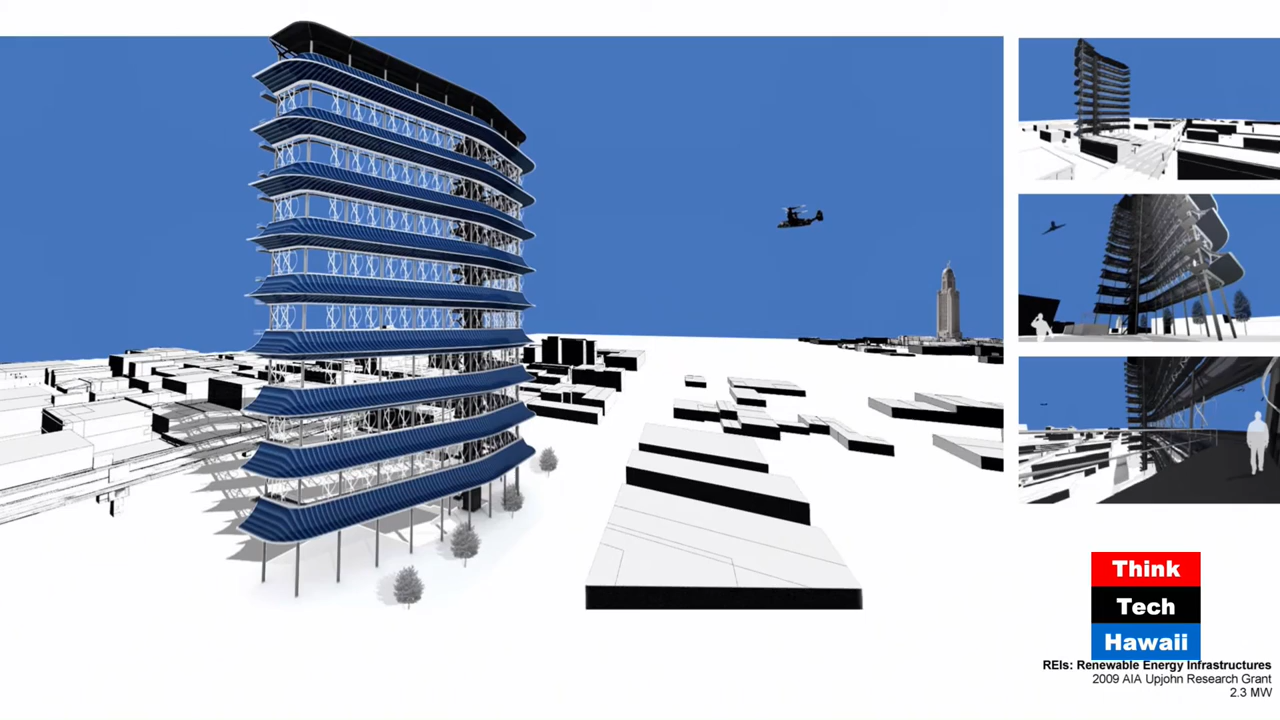 Think
Tech
Hawaii
REIs: Renewable Energy Infrastructures
2009 AIA Upjohn Research Grant
2.3 MW